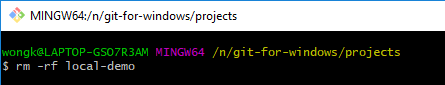 MINGW64:/n/git-for-windows/projects
wongk@LAPTOP-GSO7R3AM MINGW64 /n/git-for-windows/projects
$ rm -rf local-demo